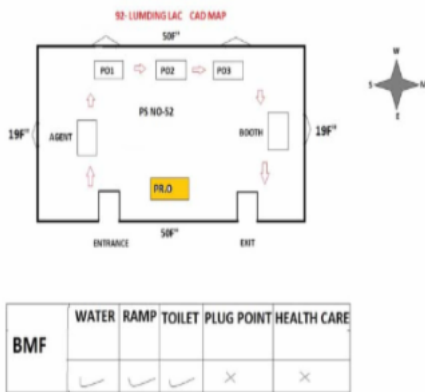 92- LUMDING LAC CAD MAP
50F"
PO1 PO2 PO3
W
S N
E
PS NO-52
19F" AGENT BOOTH 19F"
PR.O
50F"
ENTRANCE EXIT
BMF WATER RAMP TOILET PLUG POINT HEALTH CARE